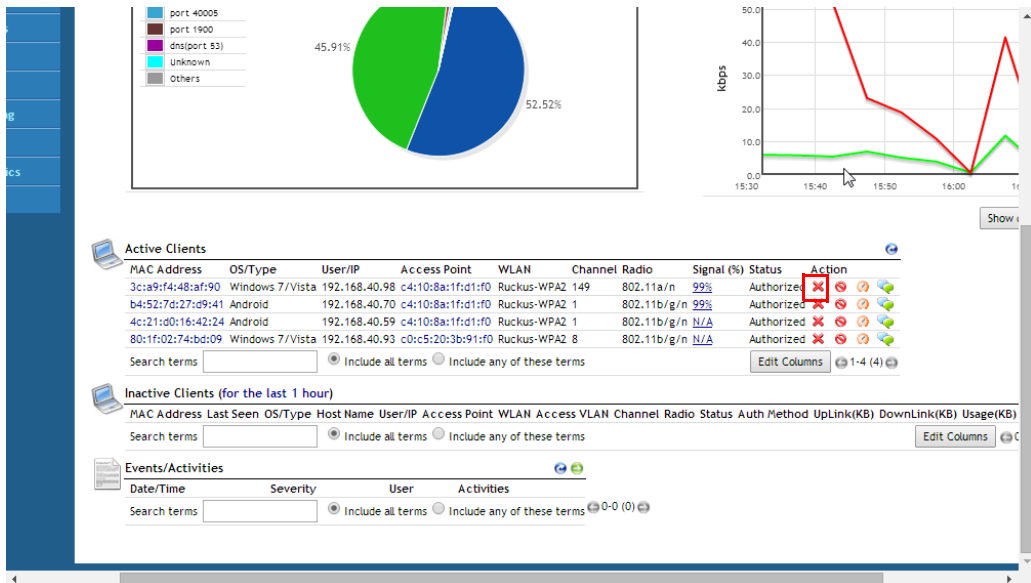 port 40005
port 1900
dns(port 53)
Unknown
Others
45.91%
52.52%
50.0
40.0
30.0
20.0
10.0
0.0
kbps
15:30 15:40 15:50 16:00
Show
Active Clients
MAC Address OS/Type User/IP Access Point WLAN Channel Radio Signal (%) Status Action
3c:a9:f4:48:af:90 Windows 7/Vista 192.168.40.98 c4:10:8a:1f:d1:f0 Ruckus-WPA2 149 802.11a/n 99% Authorized
b4:52:7d:27:d9:41 Android 192.168.40.70 c4:10:8a:1f:d1:f0 Ruckus-WPA2 1 802.11b/g/n 99% Authorized
4c:21:d0:16:42:24 Android 192.168.40.59 c4:10:8a:1f:d1:f0 Ruckus-WPA2 1 802.11b/g/n N/A Authorized
80:1f:02:74:bd:09 Windows 7/Vista 192.168.40.93 c0:c5:20:3b:91:f0 Ruckus-WPA2 8 802.11b/g/n N/A Authorized
Search terms Include all terms Include any of these terms Edit Columns 1-4 (4)
Inactive Clients (for the last 1 hour)
MAC Address Last Seen OS/Type Host Name User/IP Access Point WLAN Access VLAN Channel Radio Status Auth Method UpLink(KB) DownLink(KB) Usage(KB)
Search terms Include all terms Include any of these terms Edit Columns
Events/Activities
Date/Time Severity User Activities
Search terms Include all terms Include any of these terms 0-0 (0)